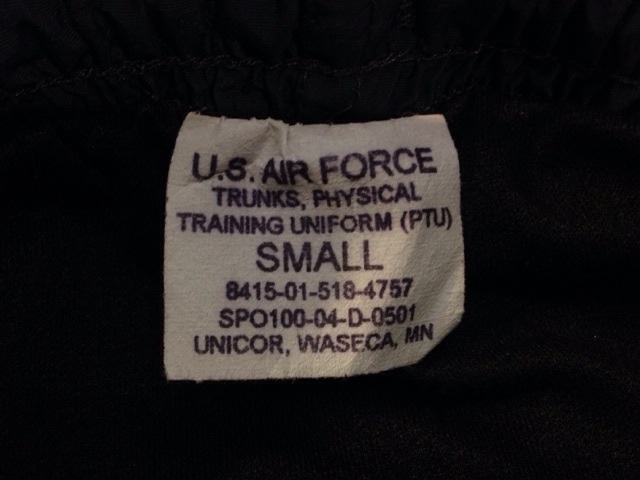 U.S. AIR FORCE
TRUNKS, PHYSICAL
TRAINING UNIFORM (PTU)
SMALL
8415-01-518-4757
SPO100-04-D-0501
UNICOR, WASECA, MN